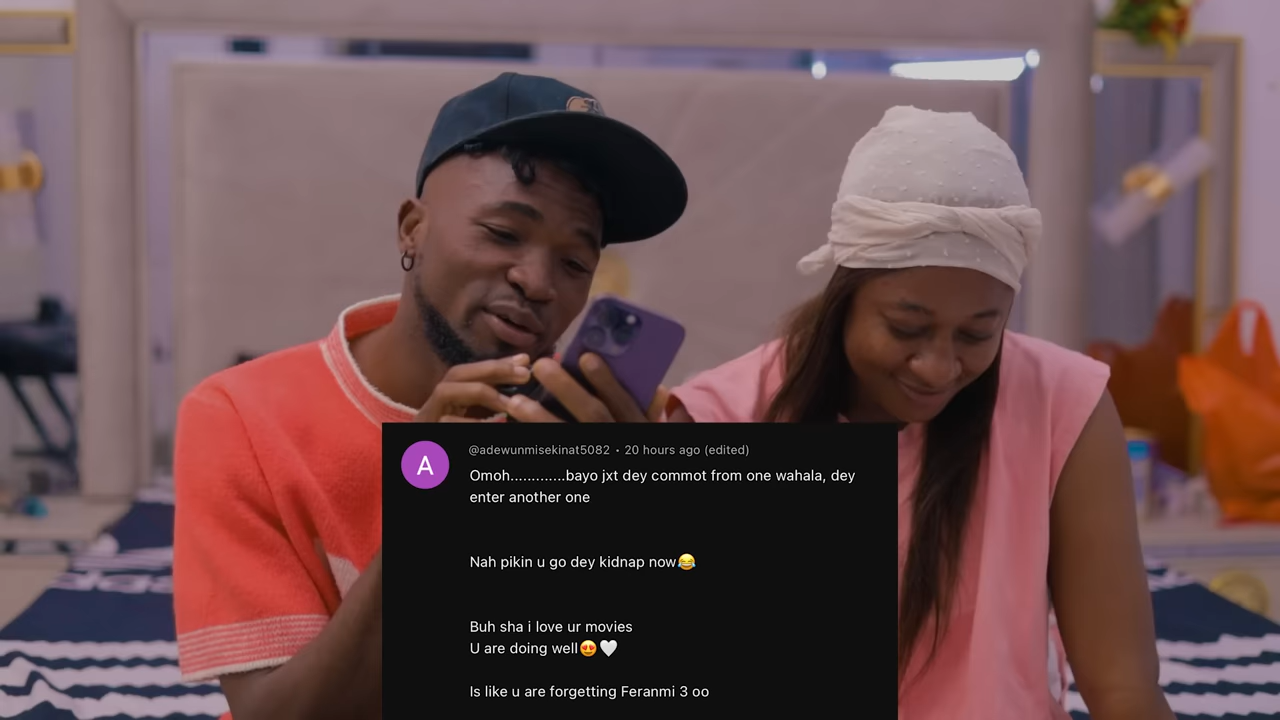 A
@adewunmisekinat5082 • 20 hours ago (edited)
Omoh.............bayo jxt dey commot from one wahala, dey
enter another one
Nah pikin u go dey kidnap now😂
Buh sha i love ur movies
U are doing well😍🤍
Is like u are forgetting Feranmi 3 oo